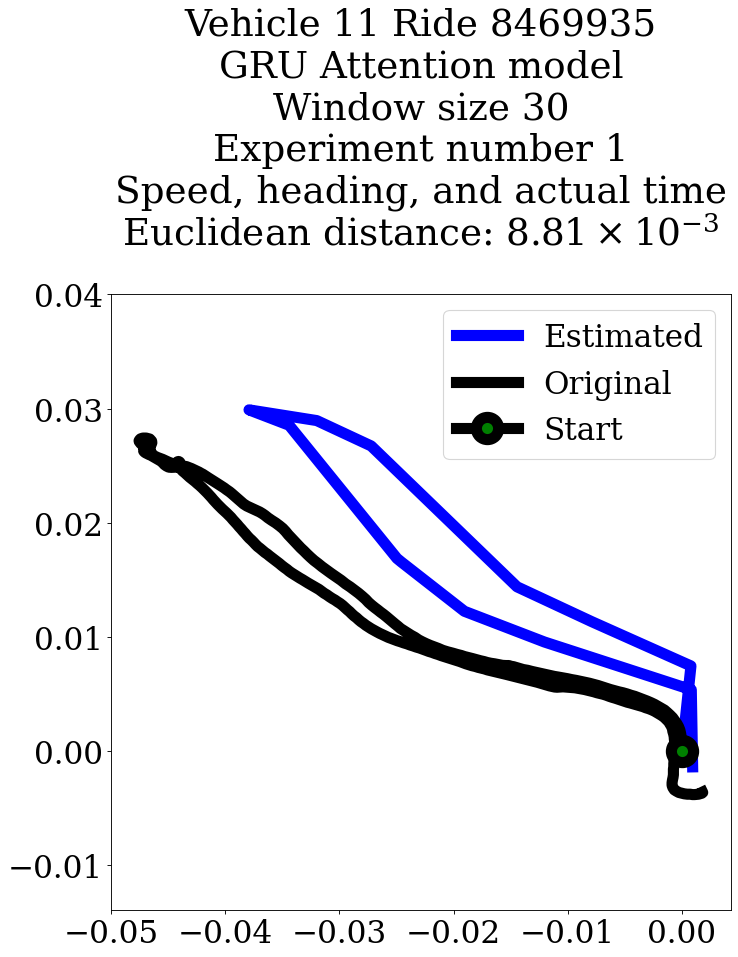 Vehicle 11 Ride 8469935
GRU Attention model
Window size 30
Experiment number 1
Speed, heading, and actual time
Euclidean distance: 8.81 × 10⁻³
0.04
Estimated
Original
Start
0.03
0.02
0.01
0.00
−0.01
−0.05 −0.04 −0.03 −0.02 −0.01 0.00